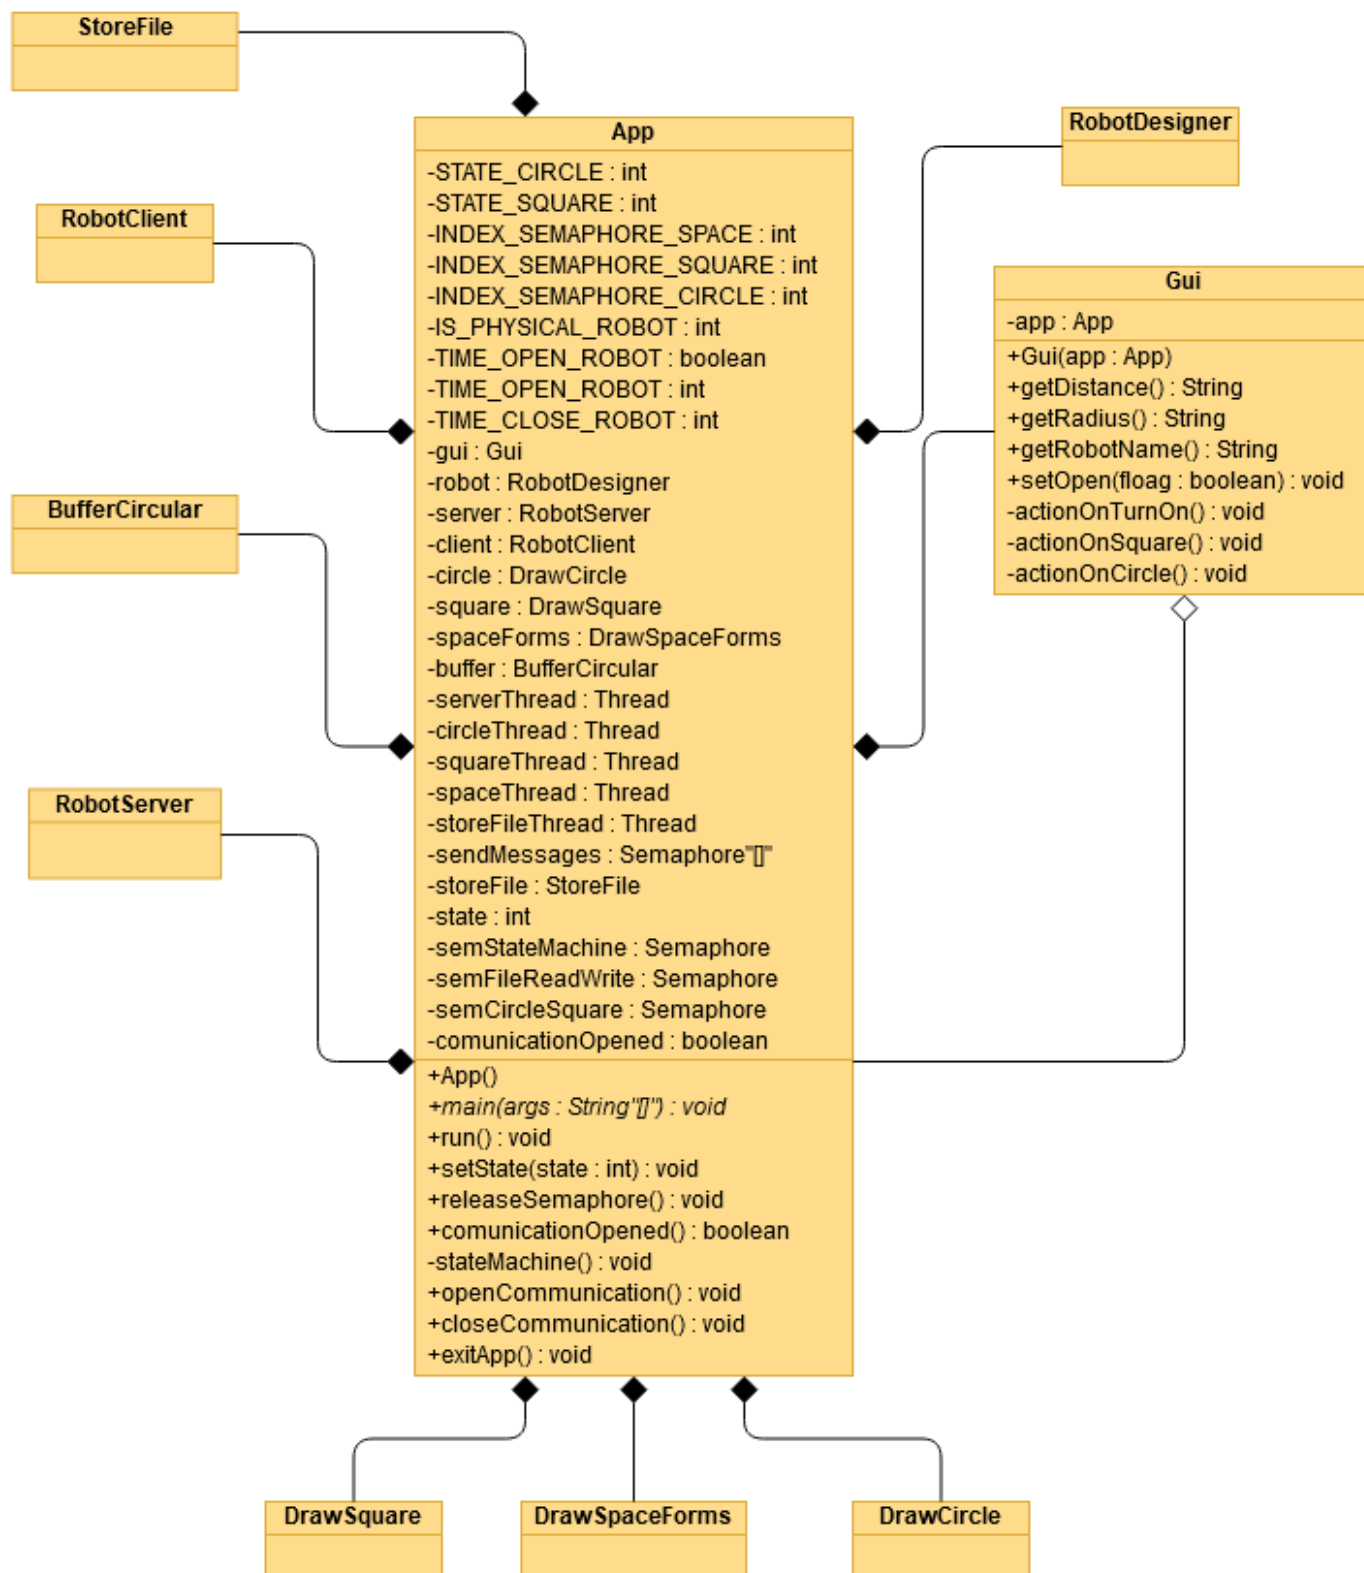 StoreFile
App
-STATE_CIRCLE : int
-STATE_SQUARE : int
-INDEX_SEMAPHORE_SPACE : int
-INDEX_SEMAPHORE_SQUARE : int
-INDEX_SEMAPHORE_CIRCLE : int
-IS_PHYSICAL_ROBOT : int
-TIME_OPEN_ROBOT : boolean
-TIME_OPEN_ROBOT : int
-TIME_CLOSE_ROBOT : int
-gui : Gui
-robot : RobotDesigner
-server : RobotServer
-client : RobotClient
-circle : DrawCircle
-square : DrawSquare
-spaceForms : DrawSpaceForms
-buffer : BufferCircular
-serverThread : Thread
-circleThread : Thread
-squareThread : Thread
-spaceThread : Thread
-storeFileThread : Thread
-sendMessages : Semaphore"[]"
-storeFile : StoreFile
-state : int
-semStateMachine : Semaphore
-semFileReadWrite : Semaphore
-semCircleSquare : Semaphore
-comunicationOpened : boolean
+App()
+main(args : String"[]") : void
+run() : void
+setState(state : int) : void
+releaseSemaphore() : void
+comunicationOpened() : boolean
-stateMachine() : void
+openCommunication() : void
+closeCommunication() : void
+exitApp() : void
RobotClient
BufferCircular
RobotServer
RobotDesigner
Gui
-app : App
+Gui(app : App)
+getDistance() : String
+getRadius() : String
+getRobotName() : String
+setOpen(floag : boolean) : void
-actionOnTurnOn() : void
-actionOnSquare() : void
-actionOnCircle() : void
DrawSquare
DrawSpaceForms
DrawCircle